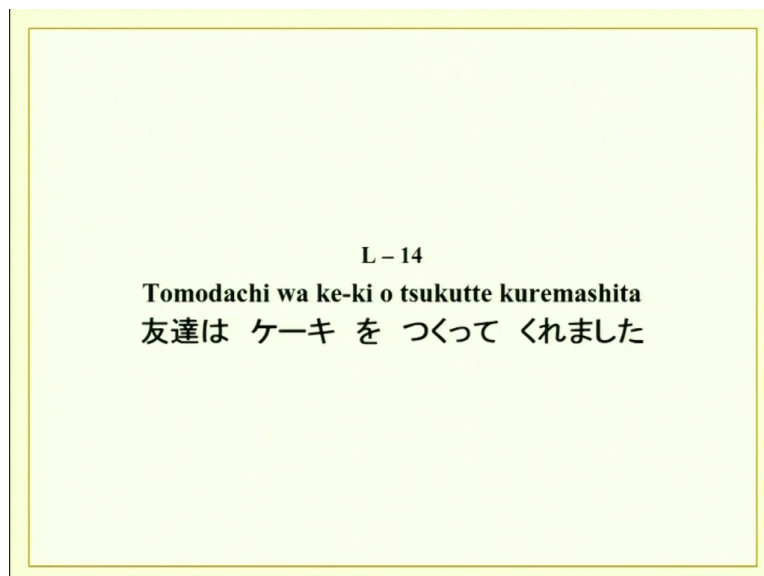 L – 14
Tomodachi wa ke-ki o tsukutte kuremashita
友達は ケーキ を つくって くれました